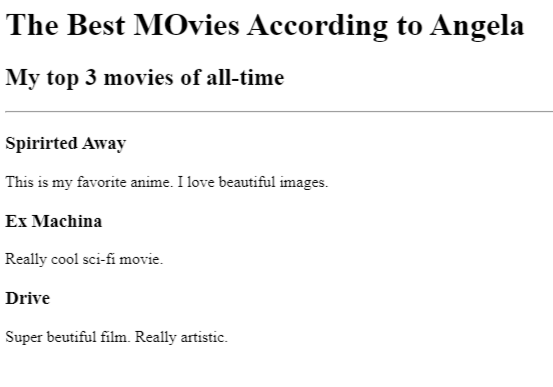 The Best MOvies According to Angela
My top 3 movies of all-time
Spirirted Away
This is my favorite anime. I love beautiful images.
Ex Machina
Really cool sci-fi movie.
Drive
Super beutiful film. Really artistic.